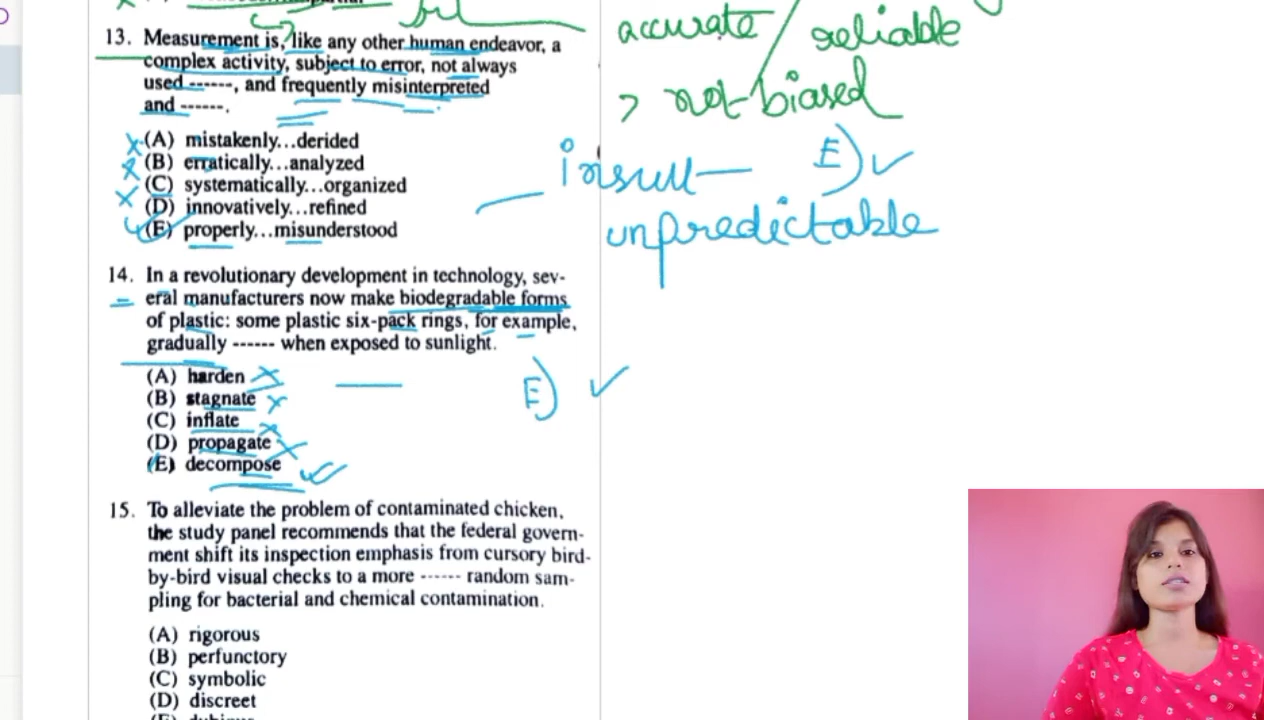 accurate / reliable
> not biased
13. Measurement is, like any other human endeavor, a
complex activity, subject to error, not always
used ------, and frequently misinterpreted
and ------.
(A) mistakenly...derided
(B) erratically...analyzed
(C) systematically...organized
(D) innovatively...refined
(E) properly...misunderstood
insult
E)
unpredictable
14. In a revolutionary development in technology, sev-
eral manufacturers now make biodegradable forms
of plastic: some plastic six-pack rings, for example,
gradually ------ when exposed to sunlight.
(A) harden
(B) stagnate
(C) inflate
(D) propagate
(E) decompose
E)
15. To alleviate the problem of contaminated chicken,
the study panel recommends that the federal govern-
ment shift its inspection emphasis from cursory bird-
by-bird visual checks to a more ------ random sam-
pling for bacterial and chemical contamination.
(A) rigorous
(B) perfunctory
(C) symbolic
(D) discreet